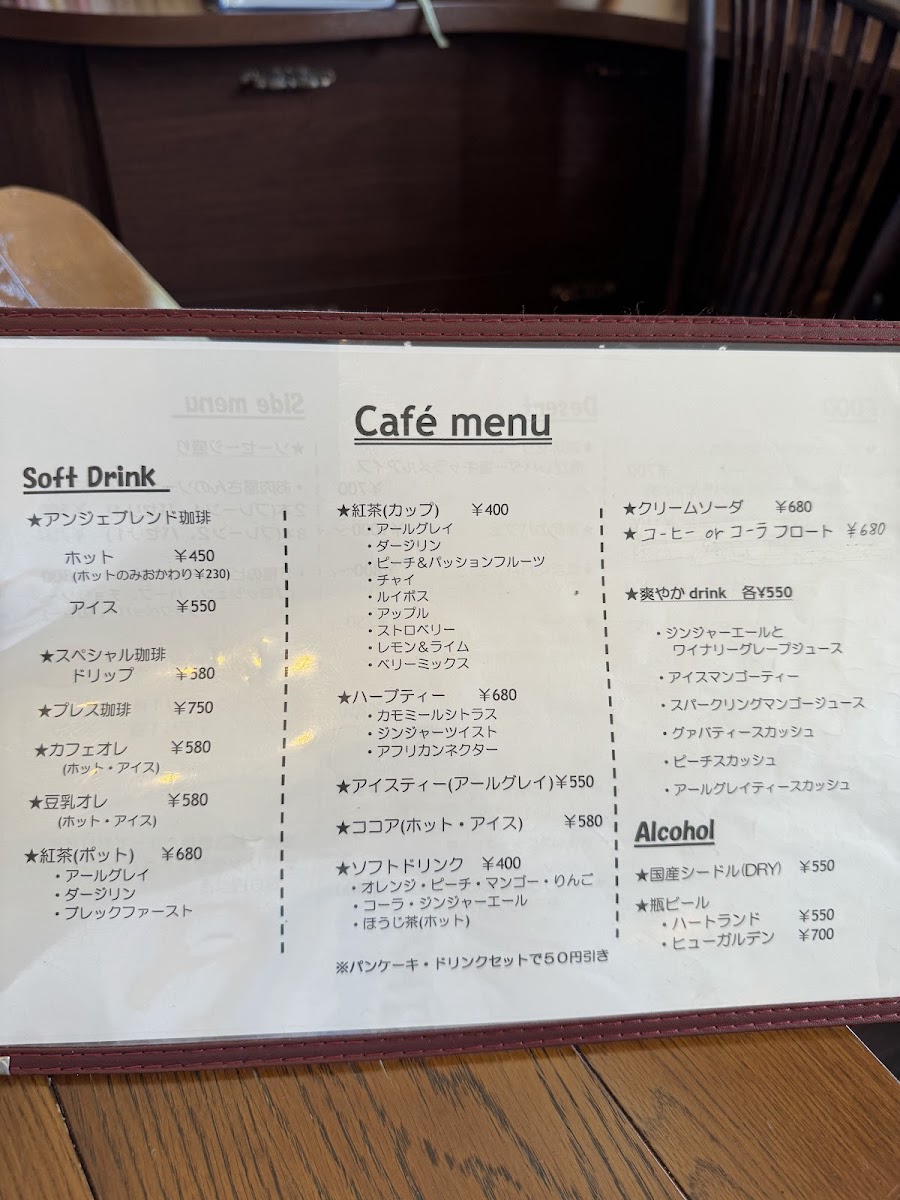 Café menu
Soft Drink
★アンジェブレンド珈琲
ホット ¥450
(ホットのみおかわり¥230)
アイス ¥550
★スペシャル珈琲
ドリップ ¥580
★プレス珈琲 ¥750
★カフェオレ ¥580
(ホット・アイス)
★豆乳オレ ¥580
(ホット・アイス)
★紅茶(ポット) ¥680
・アールグレイ
・ダージリン
・ブレックファースト
★紅茶(カップ) ¥400
・アールグレイ
・ダージリン
・ピーチ&パッションフルーツ
・チャイ
・ルイボス
・アップル
・ストロベリー
・レモン&ライム
・ベリーミックス
★ハーブティー ¥680
・カモミールシトラス
・ジンジャーツイスト
・アフリカンネクター
★アイスティー(アールグレイ)¥550
★ココア(ホット・アイス) ¥580
★ソフトドリンク ¥400
・オレンジ・ピーチ・マンゴー・りんご
・コーラ・ジンジャーエール
・ほうじ茶(ホット)
※パンケーキ・ドリンクセットで50円引き
★クリームソーダ ¥680
★コーヒー or コーラ フロート ¥680
★爽やか drink 各¥550
・ジンジャーエールと
ワイナリーグレープジュース
・アイスマンゴーティー
・スパークリングマンゴージュース
・グァバティースカッシュ
・ピーチスカッシュ
・アールグレイティースカッシュ
Alcohol
★国産シードル(DRY) ¥550
★瓶ビール
・ハートランド ¥550
・ヒューガルデン ¥700